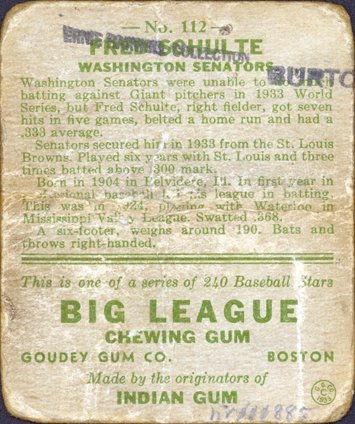 — No. 112 —
FRED SCHULTE
WASHINGTON SENATORS
COLLECTION
BURTO
Washington Senators were unable to
batting against Giant pitchers in 1933 World
Series, but Fred Schulte, right fielder, got seven
hits in five games, belted a home run and had a
.333 average.
Senators secured him in 1933 from the St. Louis
Browns. Played six years with St. Louis and three
times batted above .300 mark.
Born in 1904 in Belvidere, Ill. In first year in
league in batting.
This was in 1924, playing with Waterloo in
Mississippi Valley League. Swatted .368.
A six-footer, weighs around 190. Bats and
throws right-handed.
This is one of a series of 240 Baseball Stars
BIG LEAGUE
CHEWING GUM
GOUDEY GUM CO. BOSTON
Made by the originators of
INDIAN GUM